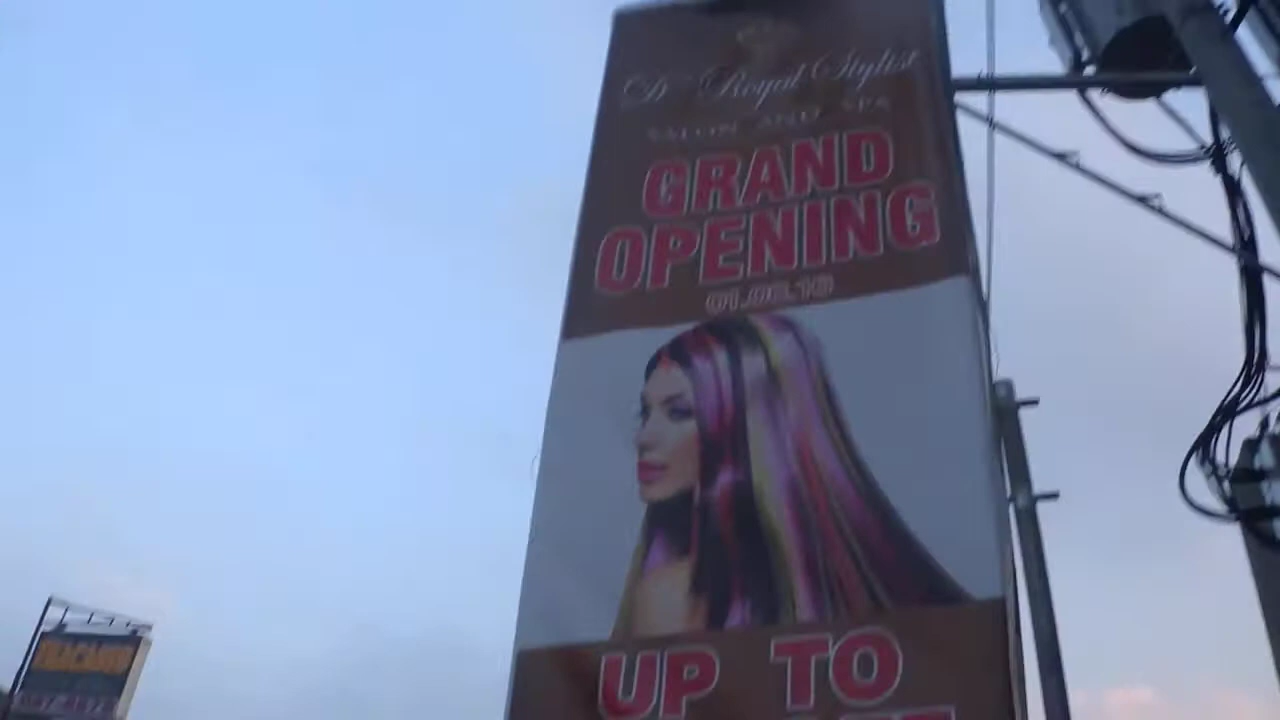 D' Royal Stylist
SALON AND SPA
GRAND
OPENING
UP TO